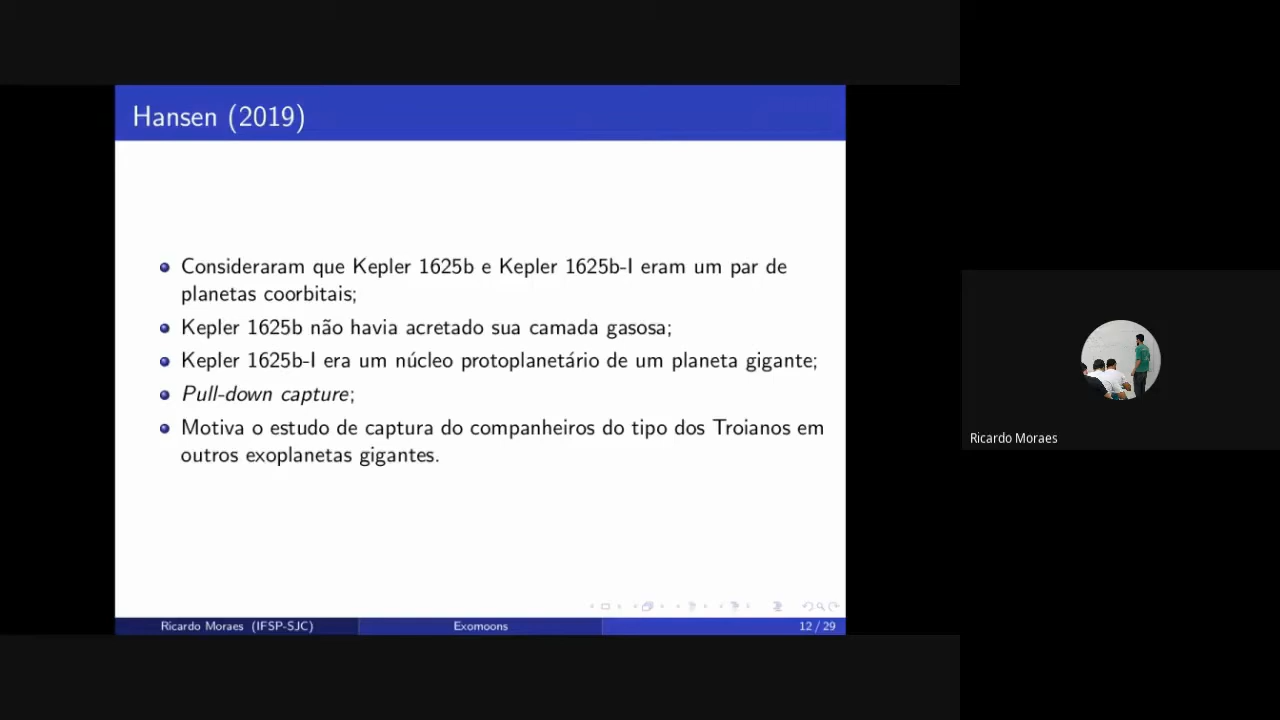 Hansen (2019)
Consideraram que Kepler 1625b e Kepler 1625b-I eram um par de
planetas coorbitais;
Kepler 1625b não havia acretado sua camada gasosa;
Kepler 1625b-I era um núcleo protoplanetário de um planeta gigante;
Pull-down capture;
Motiva o estudo de captura do companheiros do tipo dos Troianos em
outros exoplanetas gigantes.
Ricardo Moraes (IFSP-SJC)
Exomoons
12 / 29
Ricardo Moraes